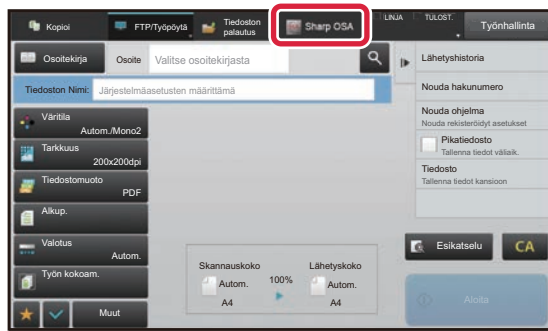 Kopioi
FTP/Työpöytä
Tiedoston
palautus
Sharp OSA
LINJA
TULOST.
Työnhallinta
Osoitekirja
Osoite
Valitse osoitekirjasta
Tiedoston Nimi:
Järjestelmäasetusten määrittämä
Väritila
Autom./Mono2
Tarkkuus
200x200dpi
Tiedostomuoto
PDF
Alkup.
Valotus
Autom.
Työn kokoam.
Muut
Skannauskoko
Autom.
A4
100%
Lähetyskoko
Autom.
A4
Lähetyshistoria
Nouda hakunumero
Nouda ohjelma
Nouda rekisteröidyt asetukset
Pikatiedosto
Tallenna tiedot väliaik.
Tiedosto
Tallenna tiedot kansioon
Esikatselu
CA
Aloita